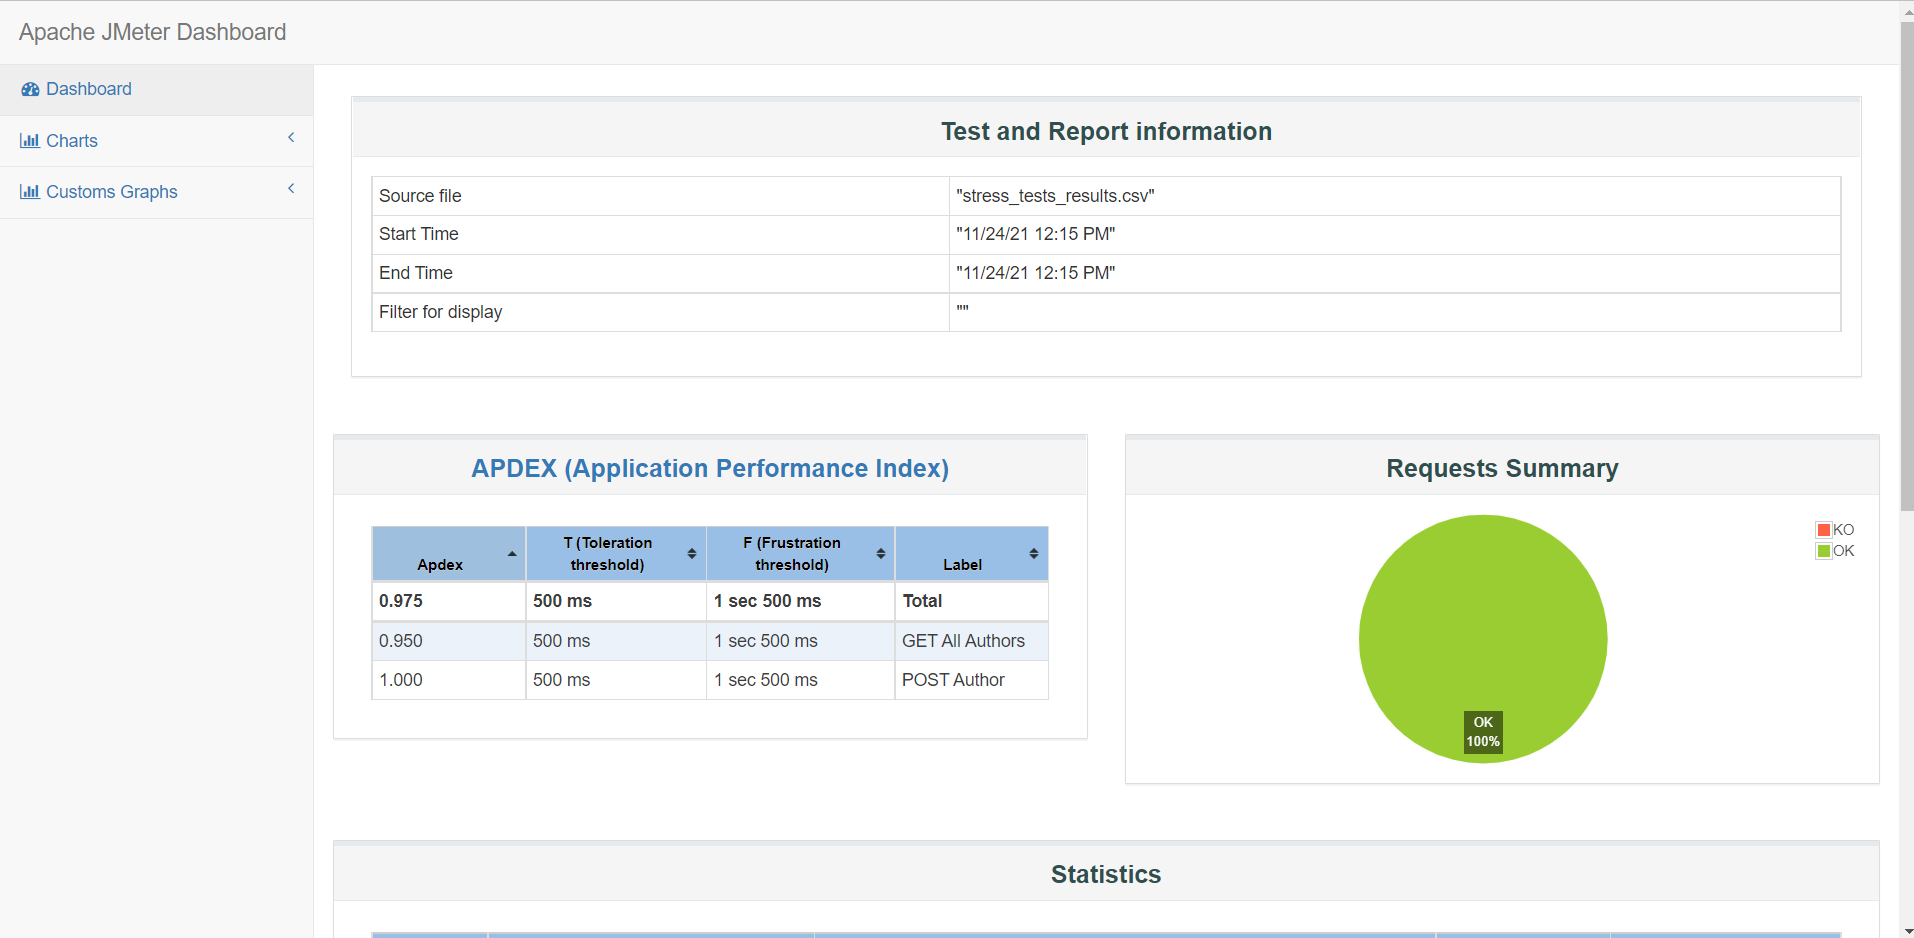 Apache JMeter Dashboard
Dashboard
Charts
Customs Graphs
Test and Report information
Source file "stress_tests_results.csv"
Start Time "11/24/21 12:15 PM"
End Time "11/24/21 12:15 PM"
Filter for display ""
APDEX (Application Performance Index)
Apdex T (Toleration threshold) F (Frustration threshold) Label
0.975 500 ms 1 sec 500 ms Total
0.950 500 ms 1 sec 500 ms GET All Authors
1.000 500 ms 1 sec 500 ms POST Author
Requests Summary
KO
OK
OK
100%
Statistics